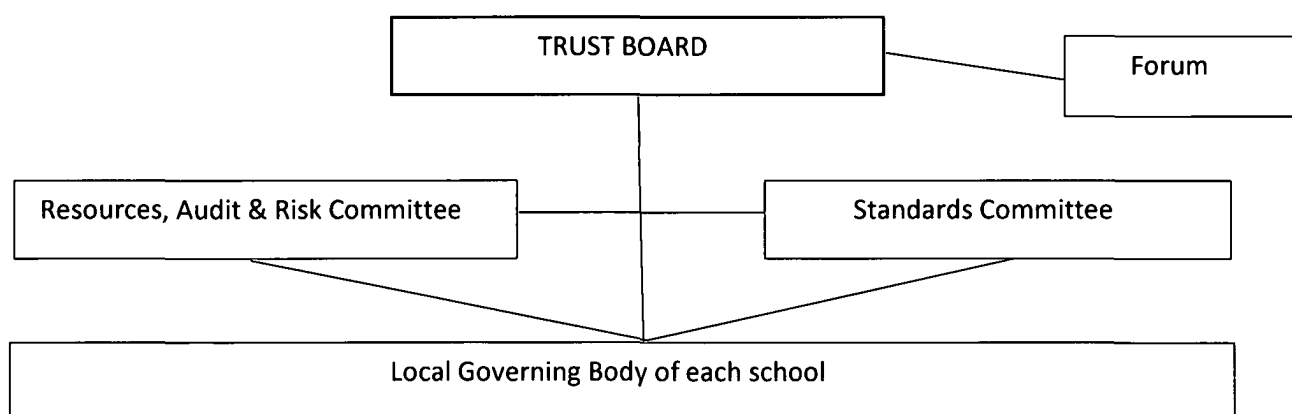 TRUST BOARD
Forum
Resources, Audit & Risk Committee
Standards Committee
Local Governing Body of each school